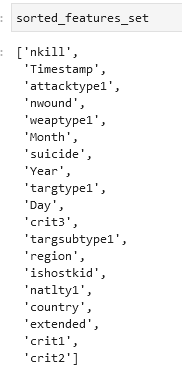 sorted_features_set
['nkill',
'Timestamp',
'attacktype1',
'nwound',
'weaptype1',
'Month',
'suicide',
'Year',
'targtype1',
'Day',
'crit3',
'targsubtype1',
'region',
'ishostkid',
'natlty1',
'country',
'extended',
'crit1',
'crit2']